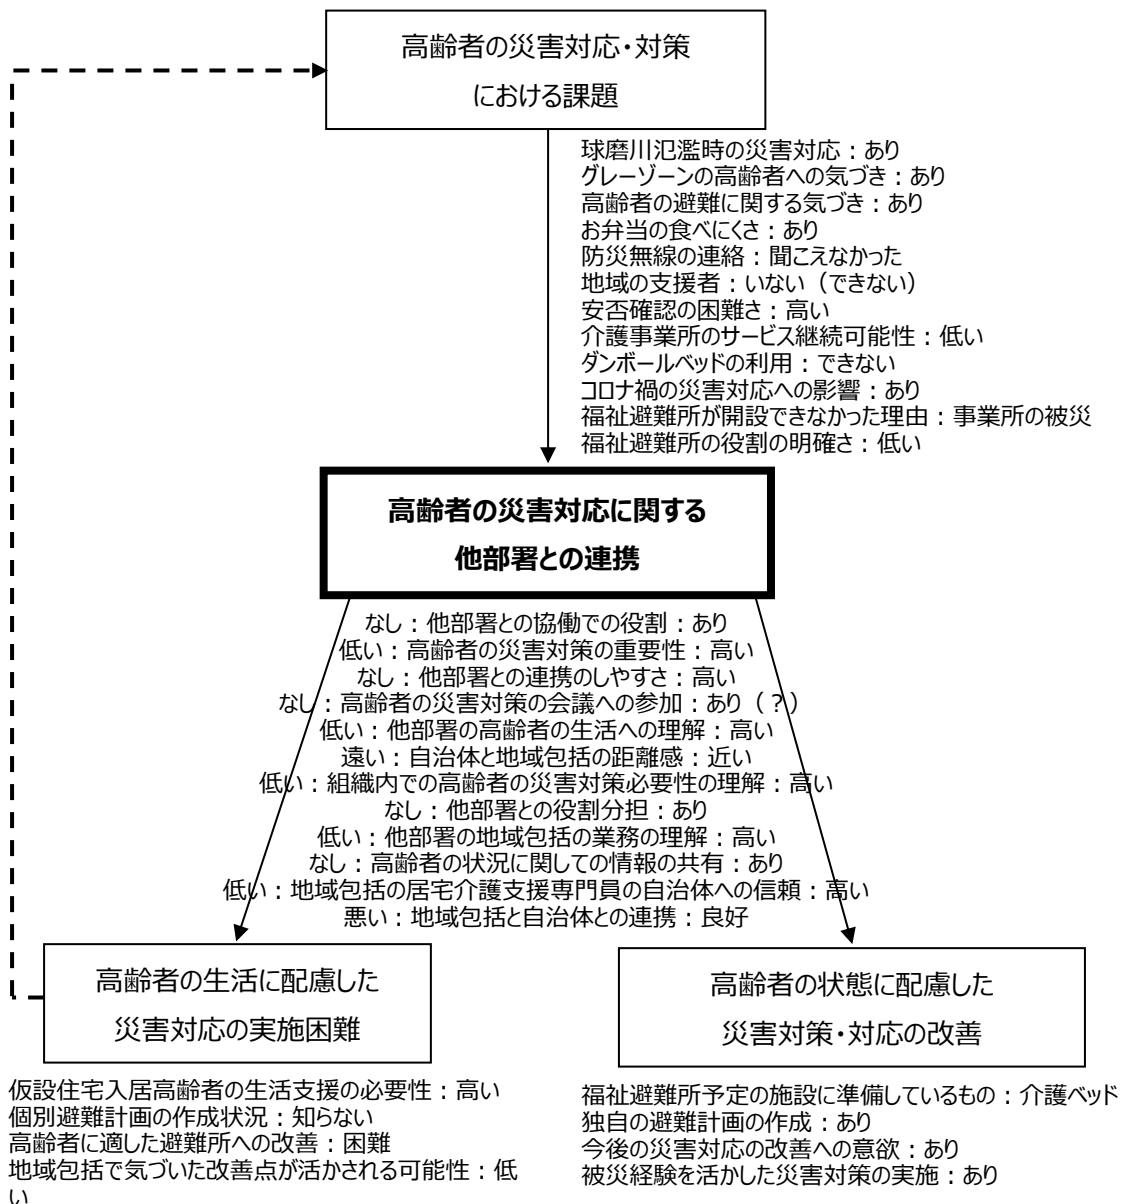 高齢者の災害対応・対策
における課題
球磨川氾濫時の災害対応：あり
グレーゾーンの高齢者への気づき：あり
高齢者の避難に関する気づき：あり
お弁当の食べにくさ：あり
防災無線の連絡：聞こえなかった
地域の支援者：いない（できない）
安否確認の困難さ：高い
介護事業所のサービス継続可能性：低い
ダンボールベッドの利用：できない
コロナ禍の災害対応への影響：あり
福祉避難所が開設できなかった理由：事業所の被災
福祉避難所の役割の明確さ：低い
高齢者の災害対応に関する
他部署との連携
なし：他部署との協働での役割：あり
低い：高齢者の災害対策の重要性：高い
なし：他部署との連携のしやすさ：高い
なし：高齢者の災害対策の会議への参加：あり（？）
低い：他部署の高齢者の生活への理解：高い
遠い：自治体と地域包括の距離感：近い
低い：組織内での高齢者の災害対策必要性の理解：高い
なし：他部署との役割分担：あり
低い：他部署の地域包括の業務の理解：高い
なし：高齢者の状況に関しての情報の共有：あり
低い：地域包括の居宅介護支援専門員の自治体への信頼：高い
悪い：地域包括と自治体との連携：良好
高齢者の生活に配慮した
災害対応の実施困難
仮設住宅入居高齢者の生活支援の必要性：高い
個別避難計画の作成状況：知らない
高齢者に適した避難所への改善：困難
地域包括で気づいた改善点が活かされる可能性：低
い
高齢者の状態に配慮した
災害対策・対応の改善
福祉避難所予定の施設に準備しているもの：介護ベッド
独自の避難計画の作成：あり
今後の災害対応の改善への意欲：あり
被災経験を活かした災害対策の実施：あり